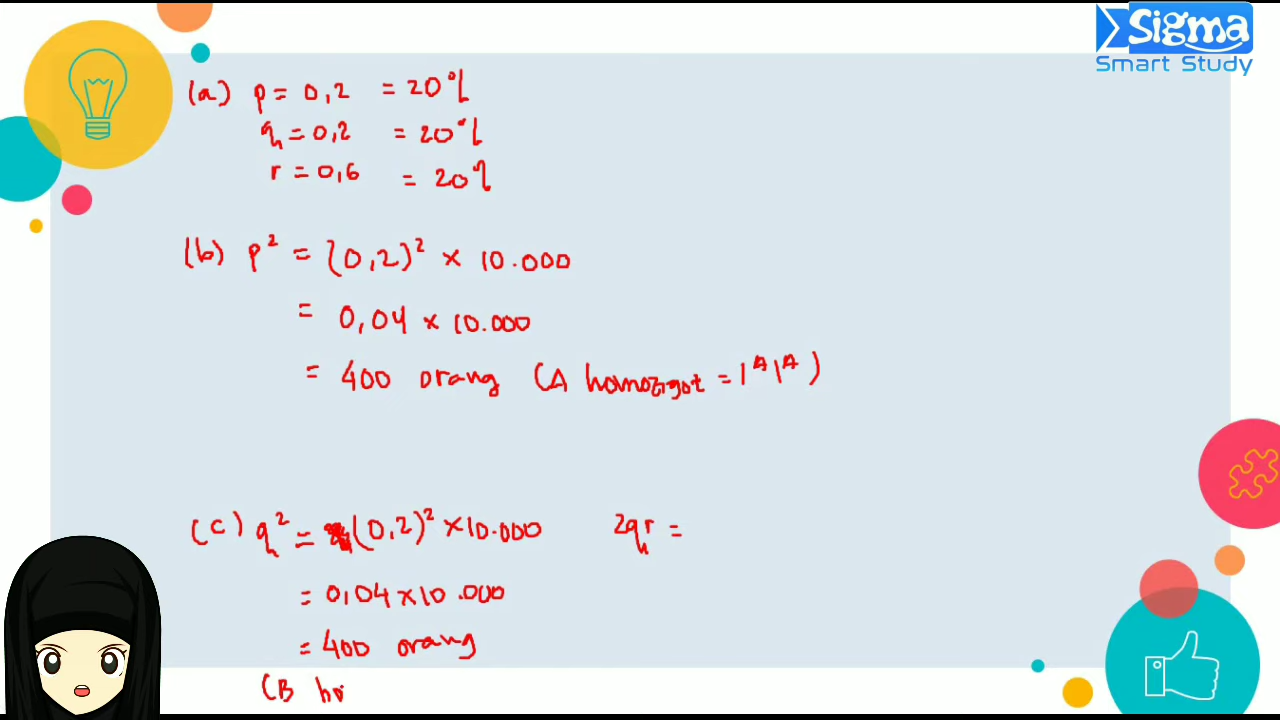 Sigma
Smart Study
(a) p = 0,2 = 20%
q = 0,2 = 20%
r = 0,6 = 20%
(b) p² = (0,2)² × 10.000
= 0,04 × 10.000
= 400 orang (A homozigot = IᴬIᴬ)
(c) q² = (0,2)² × 10.000 2qr =
= 0,04 × 10.000
= 400 orang
(B ho